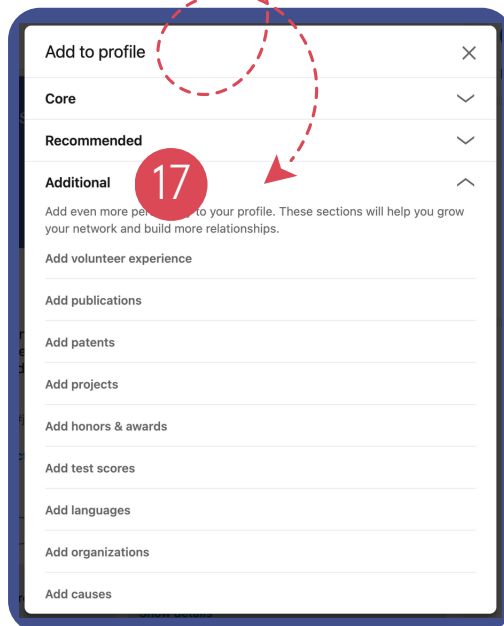 Add to profile
Core
Recommended
Additional
17
Add even more per to your profile. These sections will help you grow
your network and build more relationships.
Add volunteer experience
Add publications
Add patents
Add projects
Add honors & awards
Add test scores
Add languages
Add organizations
Add causes
Show details